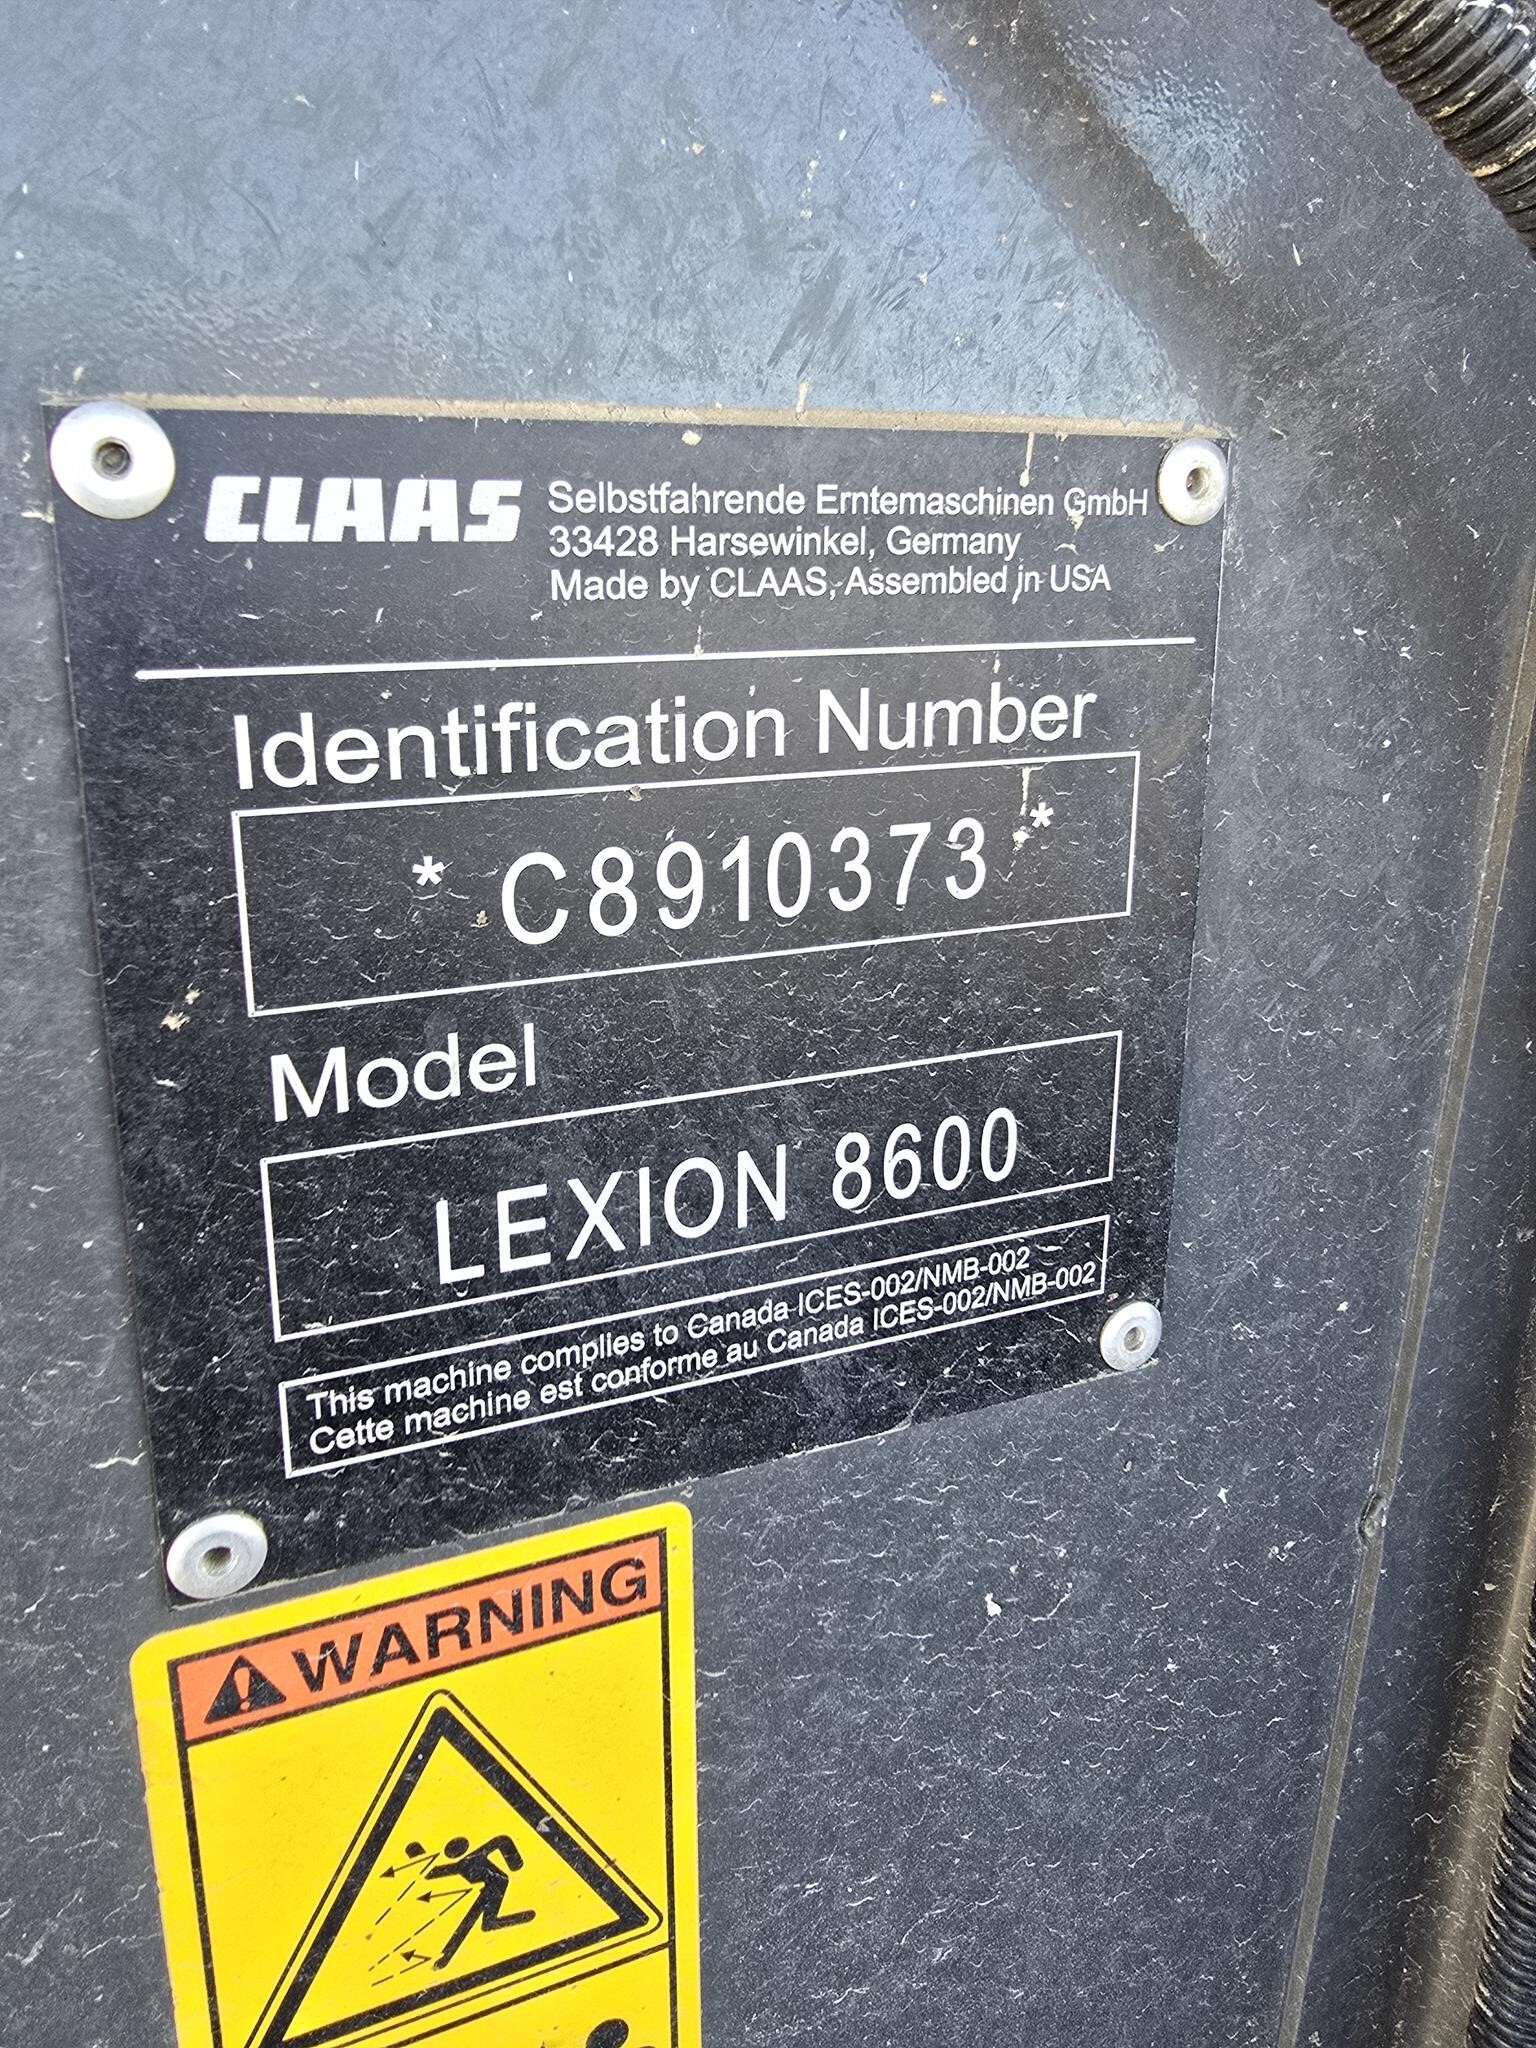 CLAAS Selbstfahrende Erntemaschinen GmbH
33428 Harsewinkel, Germany
Made by CLAAS, Assembled in USA
Identification Number
* C8910373 *
Model
LEXION 8600
This machine complies to Canada ICES-002/NMB-002
Cette machine est conforme au Canada ICES-002/NMB-002
WARNING